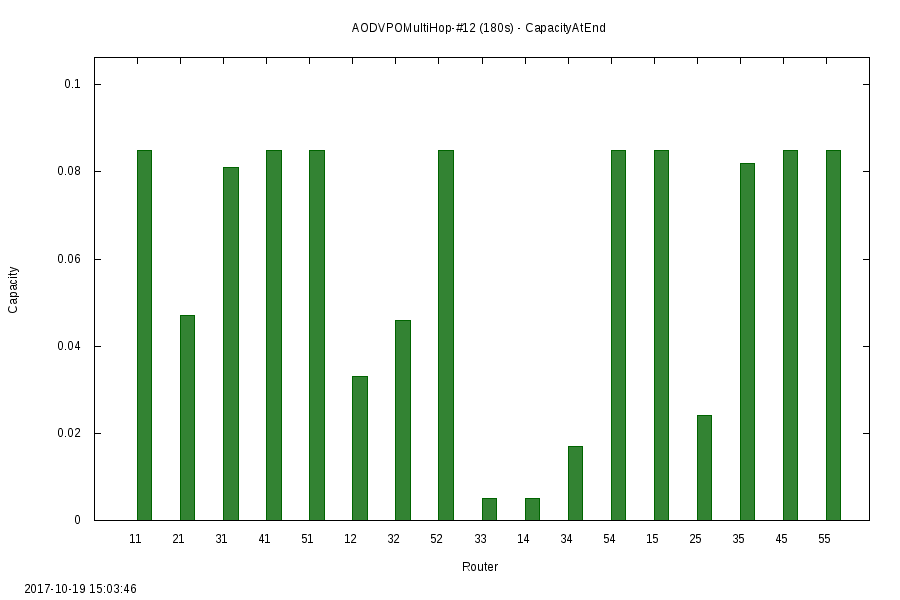 AODVPOMultiHop-#12 (180s) - CapacityAtEnd
0.1
0.08
0.06
0.04
0.02
0
Capacity
11 21 31 41 51 12 32 52 33 14 34 54 15 25 35 45 55
Router
2017-10-19 15:03:46